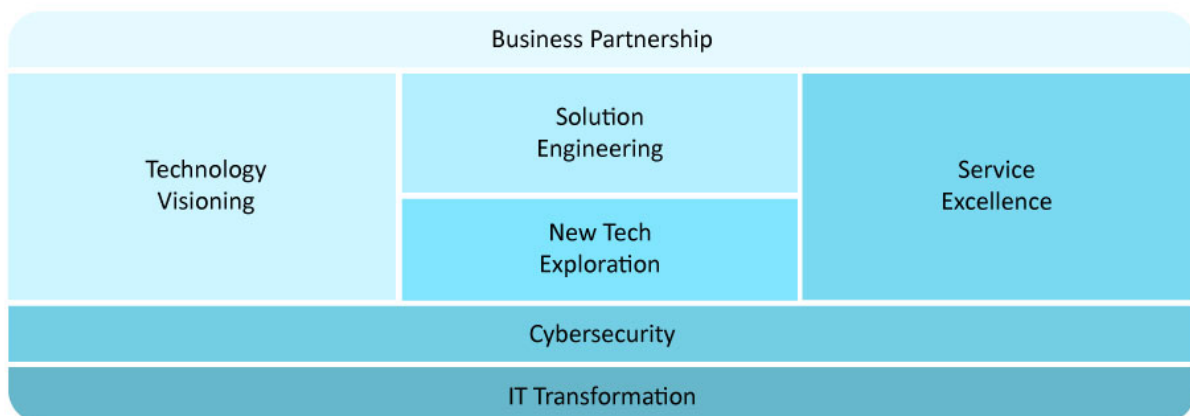 Business Partnership
Technology
Visioning
Solution
Engineering
New Tech
Exploration
Service
Excellence
Cybersecurity
IT Transformation